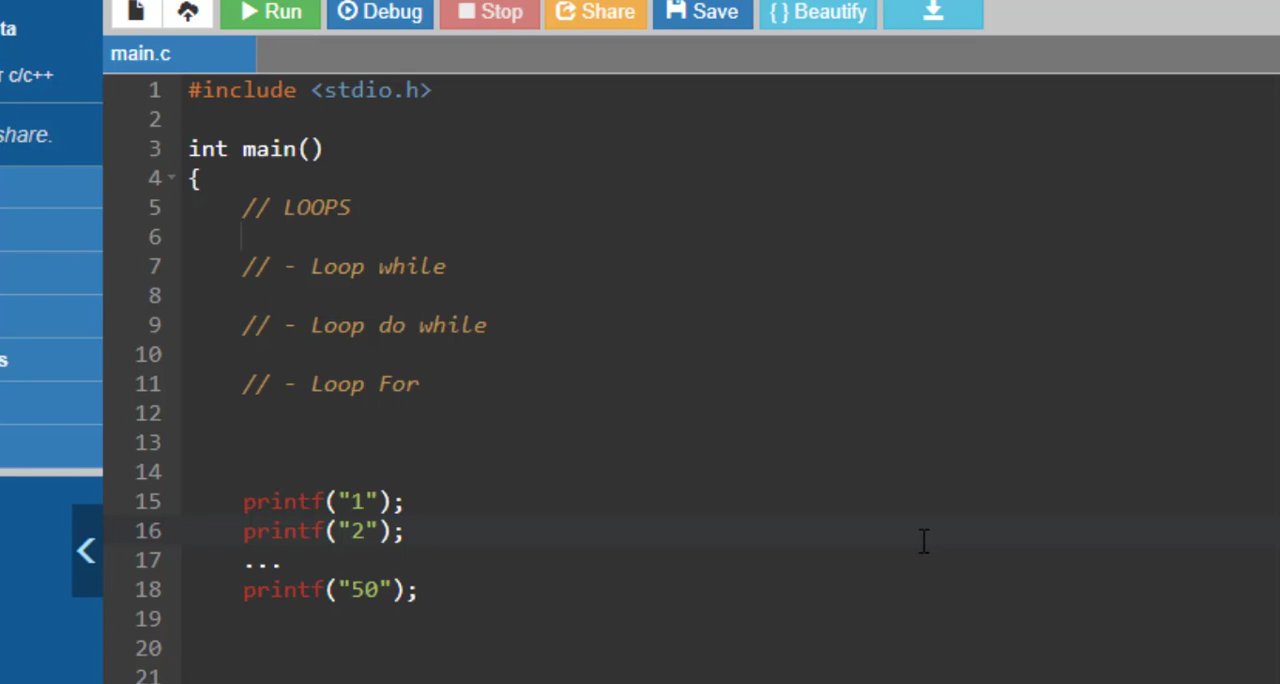 Run Debug Stop Share Save { } Beautify
ta
main.c
r c/c++
share.
s
1 #include <stdio.h>
2
3 int main()
4 {
5 // LOOPS
6
7 // - Loop while
8
9 // - Loop do while
10
11 // - Loop For
12
13
14
15 printf("1");
16 printf("2");
17 ...
18 printf("50");
19
20
21